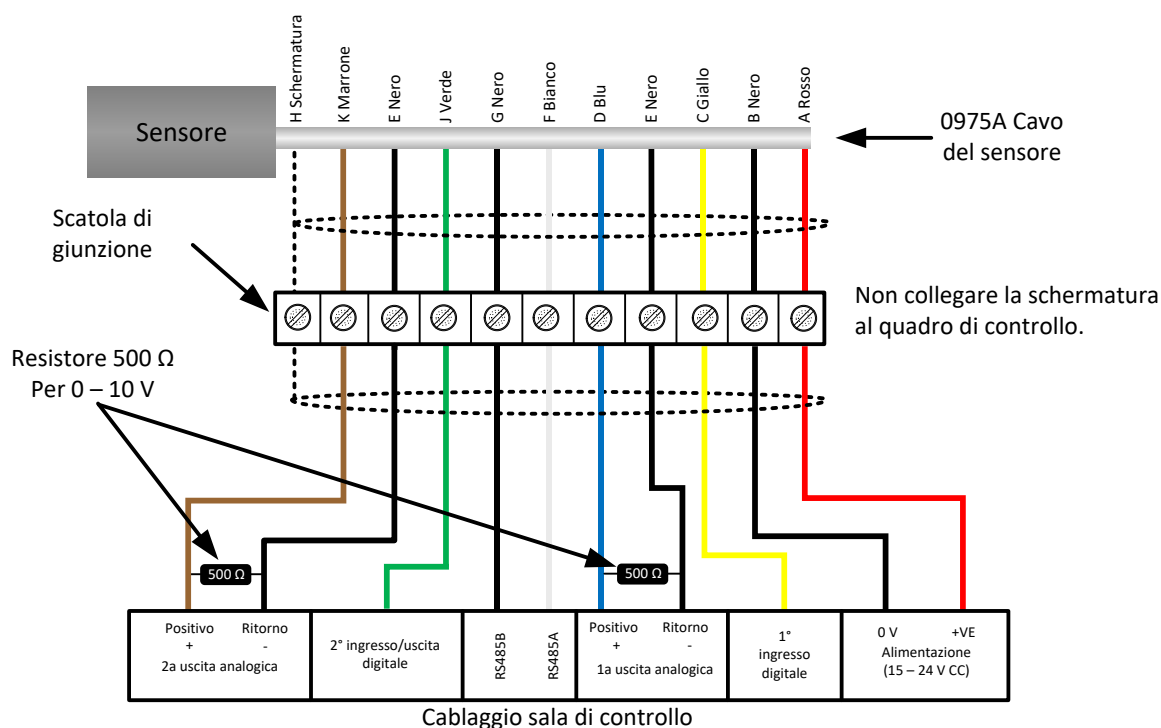 H Schermatura
K Marrone
E Nero
J Verde
G Nero
F Bianco
D Blu
E Nero
C Giallo
B Nero
A Rosso
Sensore
0975A Cavo
del sensore
Scatola di
giunzione
Non collegare la schermatura
al quadro di controllo.
Resistore 500 Ω
Per 0 – 10 V
500 Ω
500 Ω
Positivo
+
Ritorno
-
2a uscita analogica
2° ingresso/uscita
digitale
RS485B
RS485A
Positivo
+
Ritorno
-
1a uscita analogica
1°
ingresso
digitale
0 V
+VE
Alimentazione
(15 – 24 V CC)
Cablaggio sala di controllo